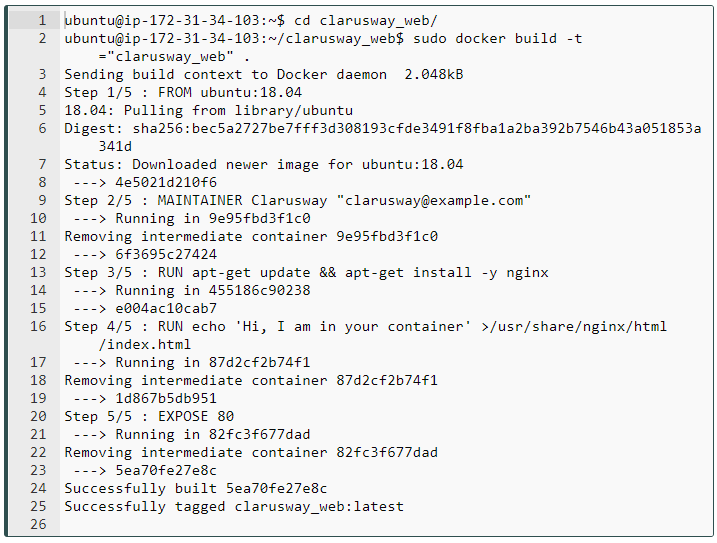 1 ubuntu@ip-172-31-34-103:~$ cd clarusway_web/
2 ubuntu@ip-172-31-34-103:~/clarusway_web$ sudo docker build -t
="clarusway_web" .
3 Sending build context to Docker daemon  2.048kB
4 Step 1/5 : FROM ubuntu:18.04
5 18.04: Pulling from library/ubuntu
6 Digest: sha256:bec5a2727be7fff3d308193cfde3491f8fba1a2ba392b7546b43a051853a
341d
7 Status: Downloaded newer image for ubuntu:18.04
8  ---> 4e5021d210f6
9 Step 2/5 : MAINTAINER Clarusway "clarusway@example.com"
10  ---> Running in 9e95fbd3f1c0
11 Removing intermediate container 9e95fbd3f1c0
12  ---> 6f3695c27424
13 Step 3/5 : RUN apt-get update && apt-get install -y nginx
14  ---> Running in 455186c90238
15  ---> e004ac10cab7
16 Step 4/5 : RUN echo 'Hi, I am in your container' >/usr/share/nginx/html
/index.html
17  ---> Running in 87d2cf2b74f1
18 Removing intermediate container 87d2cf2b74f1
19  ---> 1d867b5db951
20 Step 5/5 : EXPOSE 80
21  ---> Running in 82fc3f677dad
22 Removing intermediate container 82fc3f677dad
23  ---> 5ea70fe27e8c
24 Successfully built 5ea70fe27e8c
25 Successfully tagged clarusway_web:latest
26